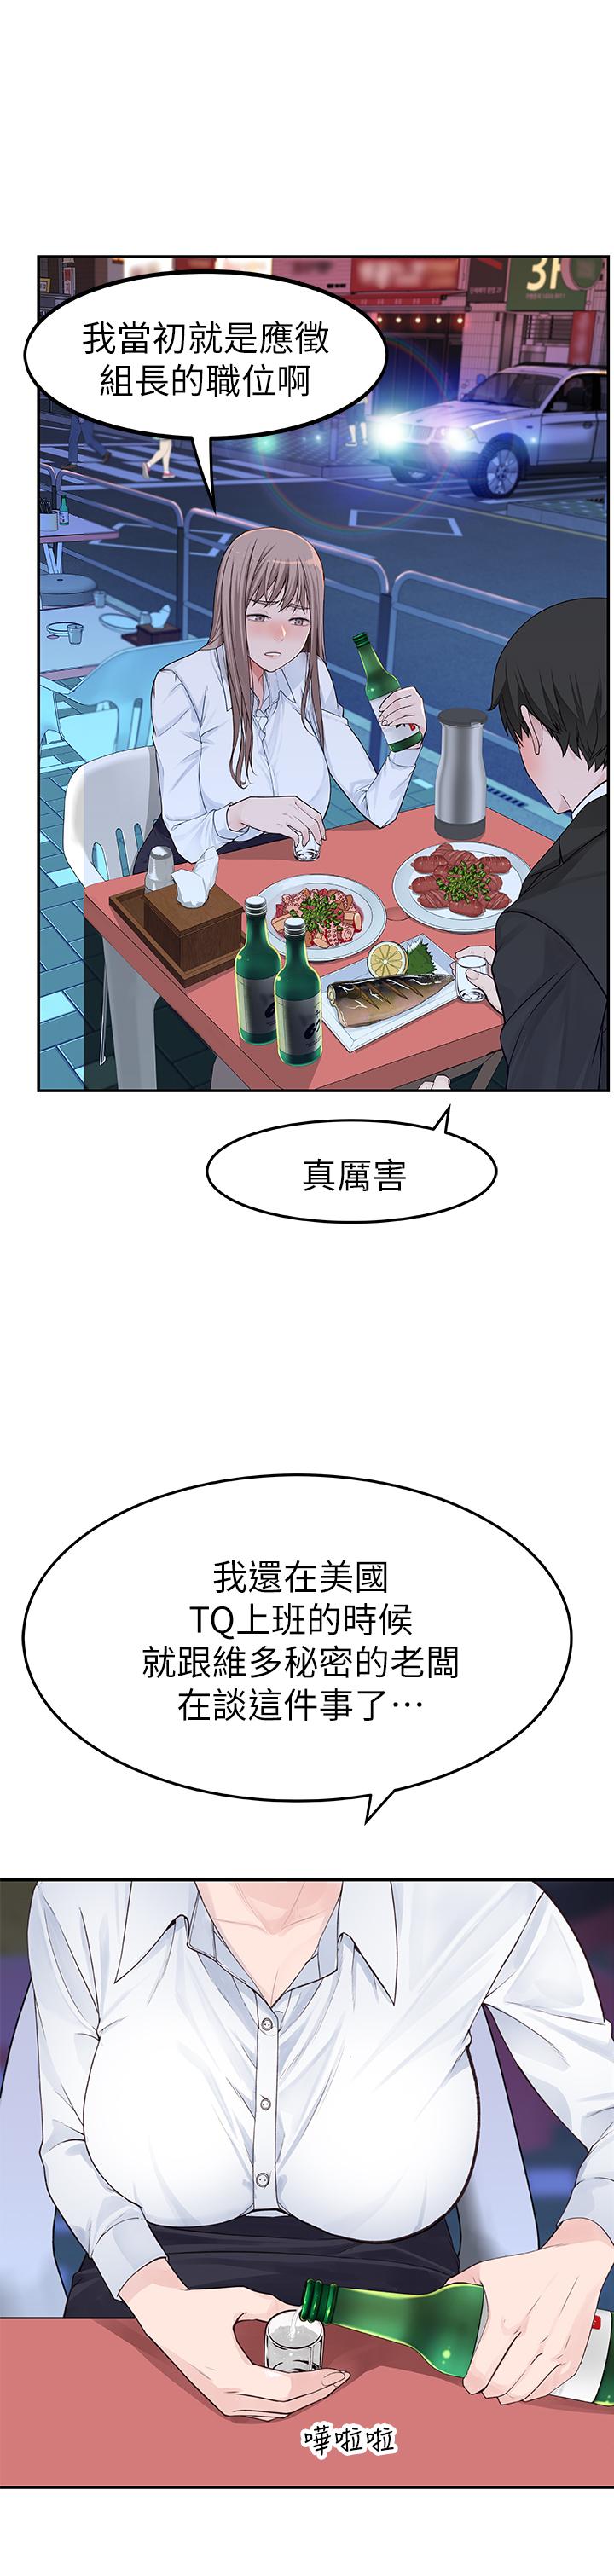 3F
我當初就是應徵
組長的職位啊
真厲害
我還在美國
TQ上班的時候
就跟維多秘密的老闆
在談這件事了…
嘩啦啦